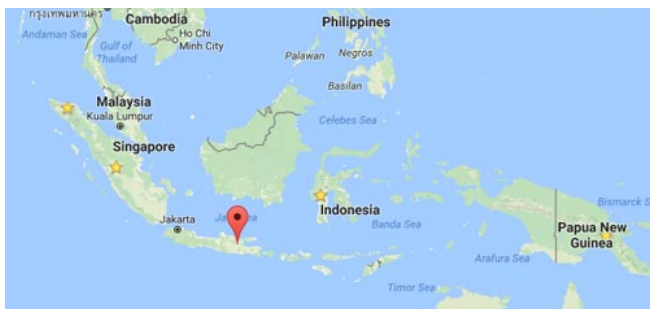 กรุงเทพมหานคร
Cambodia
Philippines
Andaman Sea
Gulf of
Thailand
Ho Chi
Minh City
Palawan
Negros
Basilan
Malaysia
Kuala Lumpur
Celebes Sea
Singapore
Indonesia
Bismarck S
Jakarta
Banda Sea
Papua New
Guinea
Arafura Sea
Timor Sea